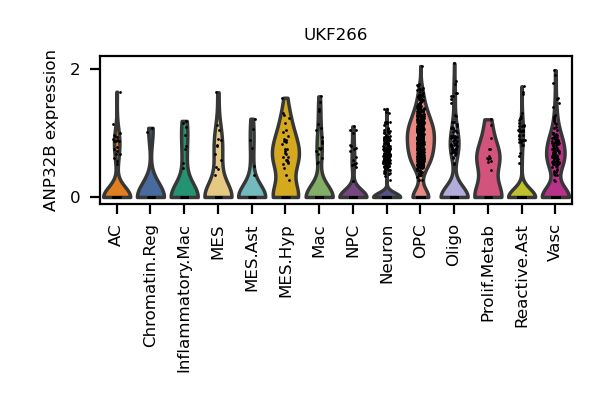 UKF266
ANP32B expression
2
0
AC
Chromatin.Reg
Inflammatory.Mac
MES
MES.Ast
MES.Hyp
Mac
NPC
Neuron
OPC
Oligo
Prolif.Metab
Reactive.Ast
Vasc